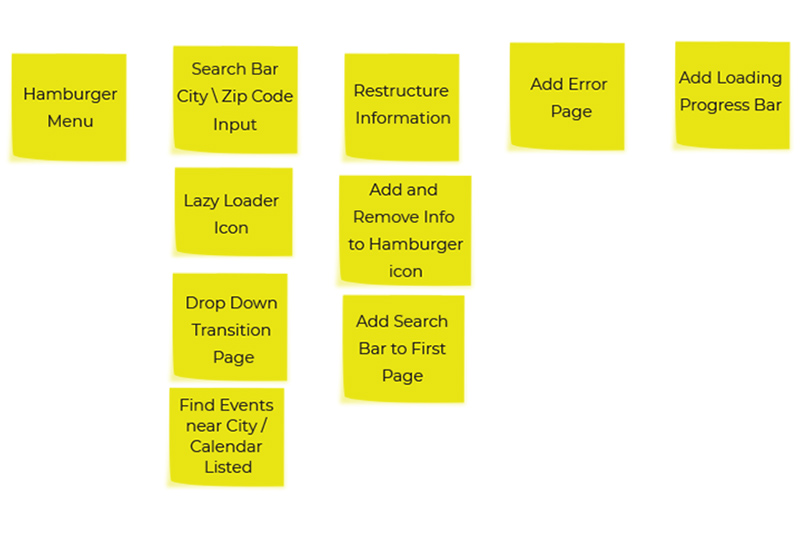 Hamburger
Menu
Search Bar
City \ Zip Code
Input
Lazy Loader
Icon
Drop Down
Transition
Page
Find Events
near City /
Calendar
Listed
Restructure
Information
Add and
Remove Info
to Hamburger
icon
Add Search
Bar to First
Page
Add Error
Page
Add Loading
Progress Bar